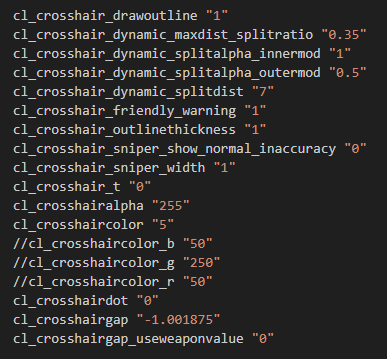 cl_crosshair_drawoutline "1"
cl_crosshair_dynamic_maxdist_splitratio "0.35"
cl_crosshair_dynamic_splitalpha_innermod "1"
cl_crosshair_dynamic_splitalpha_outermod "0.5"
cl_crosshair_dynamic_splitdist "7"
cl_crosshair_friendly_warning "1"
cl_crosshair_outlinethickness "1"
cl_crosshair_sniper_show_normal_inaccuracy "0"
cl_crosshair_sniper_width "1"
cl_crosshair_t "0"
cl_crosshairalpha "255"
cl_crosshaircolor "5"
//cl_crosshaircolor_b "50"
//cl_crosshaircolor_g "250"
//cl_crosshaircolor_r "50"
cl_crosshairdot "0"
cl_crosshairgap "-1.001875"
cl_crosshairgap_useweaponvalue "0"